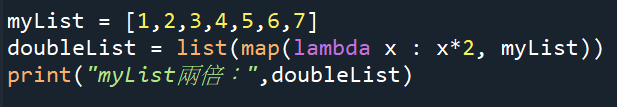 myList = [1,2,3,4,5,6,7]
doubleList = list(map(lambda x : x*2, myList))
print("myList兩倍：",doubleList)